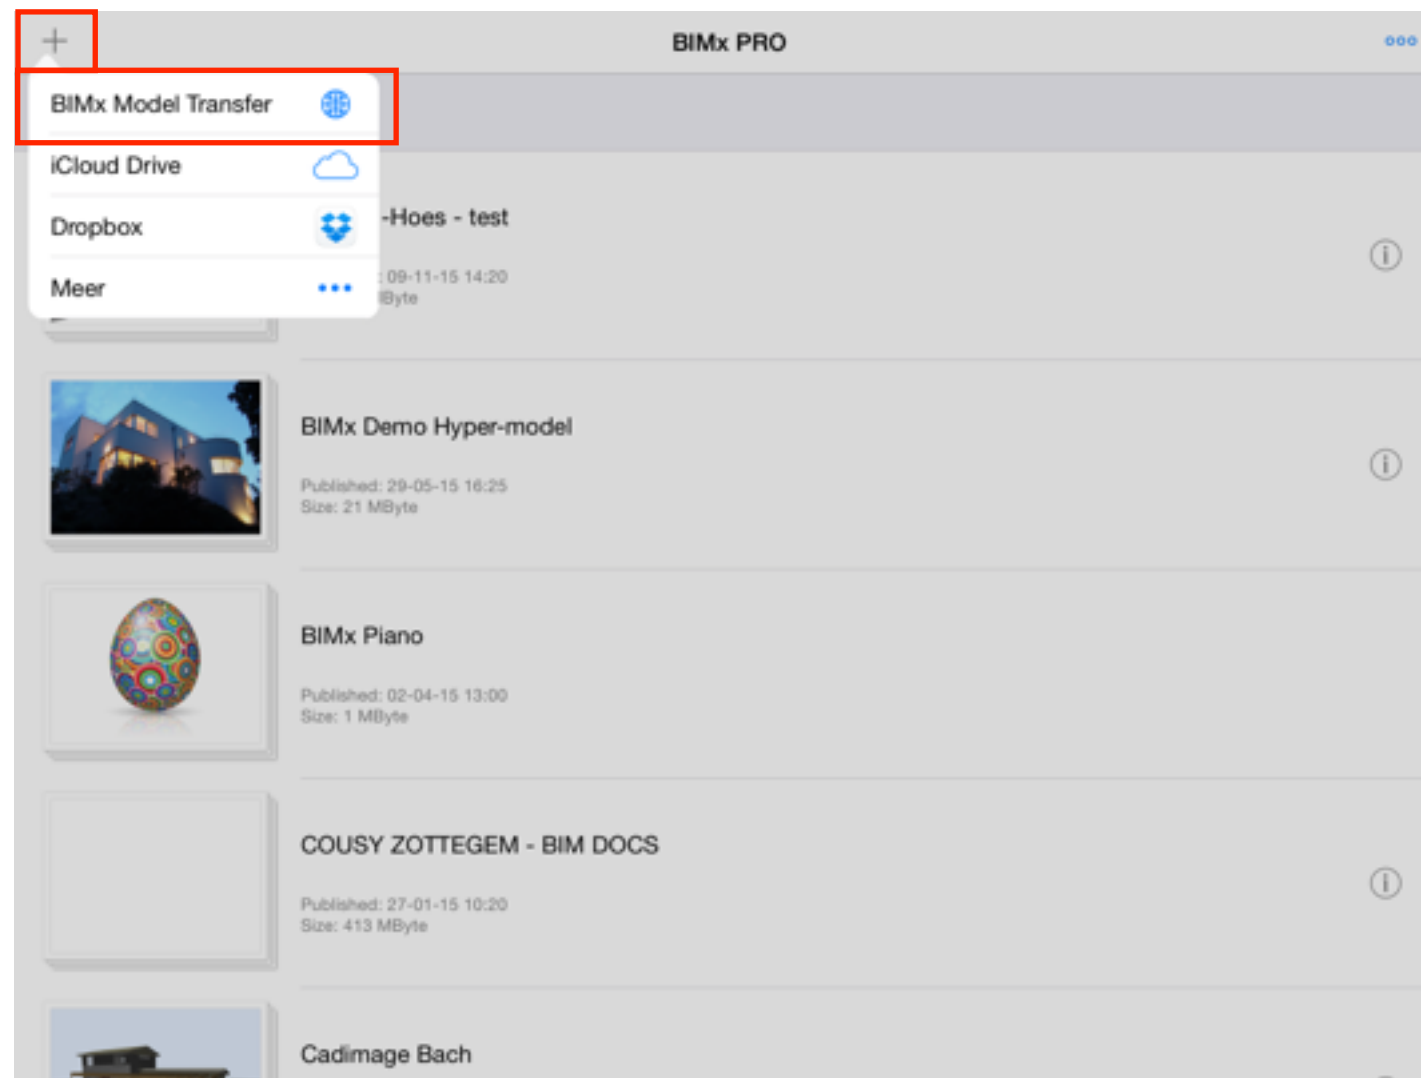 BIMx PRO
BIMx Model Transfer
iCloud Drive
Dropbox
Meer
-Hoes - test
: 09-11-15 14:20
Byte
BIMx Demo Hyper-model
Published: 29-05-15 16:25
Size: 21 MByte
BIMx Piano
Published: 02-04-15 13:00
Size: 1 MByte
COUSY ZOTTEGEM - BIM DOCS
Published: 27-01-15 10:20
Size: 413 MByte
Cadimage Bach